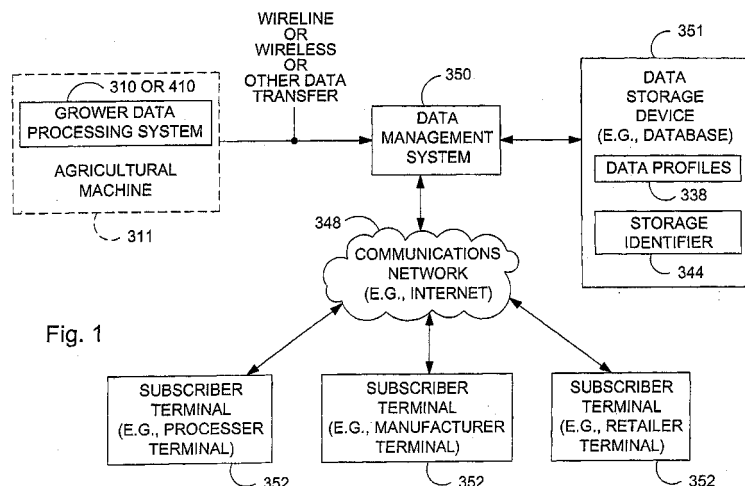 WIRELINE
OR
WIRELESS
OR
OTHER DATA
TRANSFER
310 OR 410
GROWER DATA
PROCESSING SYSTEM
AGRICULTURAL
MACHINE
311
350
DATA
MANAGEMENT
SYSTEM
351
DATA
STORAGE
DEVICE
(E.G., DATABASE)
DATA PROFILES
338
STORAGE
IDENTIFIER
344
348
COMMUNICATIONS
NETWORK
(E.G., INTERNET)
Fig. 1
SUBSCRIBER
TERMINAL
(E.G., PROCESSER
TERMINAL)
352
SUBSCRIBER
TERMINAL
(E.G., MANUFACTURER
TERMINAL)
352
SUBSCRIBER
TERMINAL
(E.G., RETAILER
TERMINAL)
352